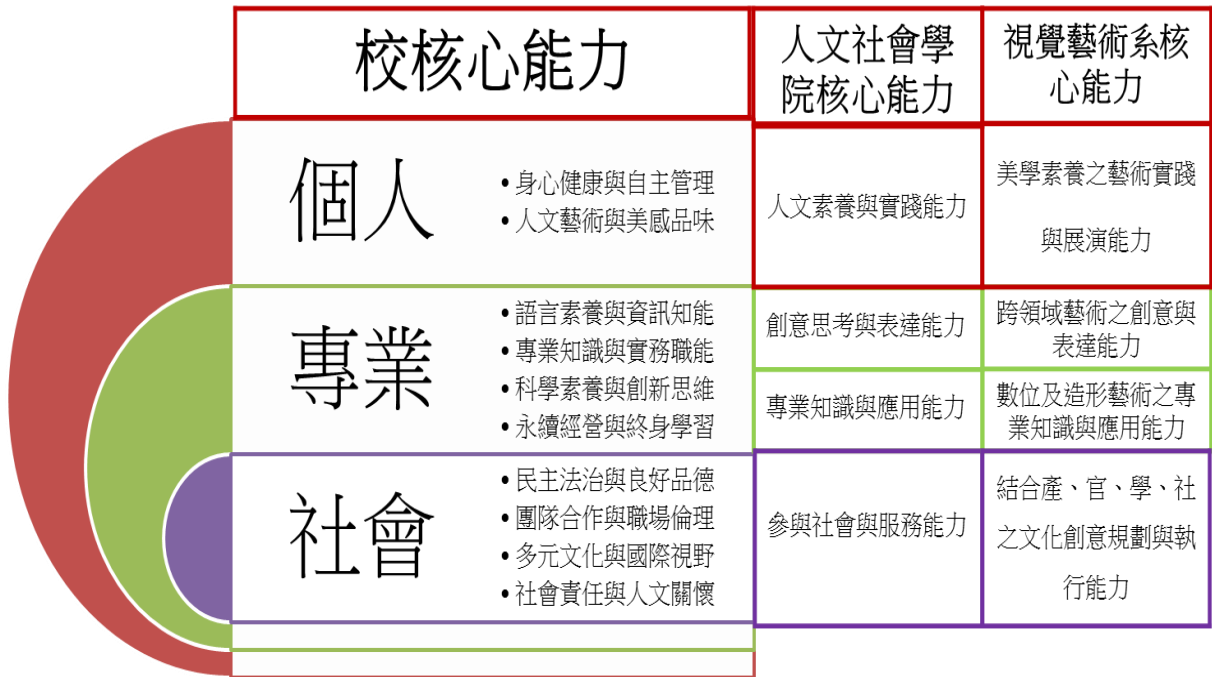 校核心能力
人文社會學
院核心能力
視覺藝術系核
心能力
個人
• 身心健康與自主管理
• 人文藝術與美感品味
人文素養與實踐能力
美學素養之藝術實踐
與展演能力
專業
• 語言素養與資訊知能
• 專業知識與實務職能
• 科學素養與創新思維
• 永續經營與終身學習
創意思考與表達能力
跨領域藝術之創意與
表達能力
專業知識與應用能力
數位及造形藝術之專
業知識與應用能力
社會
• 民主法治與良好品德
• 團隊合作與職場倫理
• 多元文化與國際視野
• 社會責任與人文關懷
參與社會與服務能力
結合產、官、學、社
之文化創意規劃與執
行能力